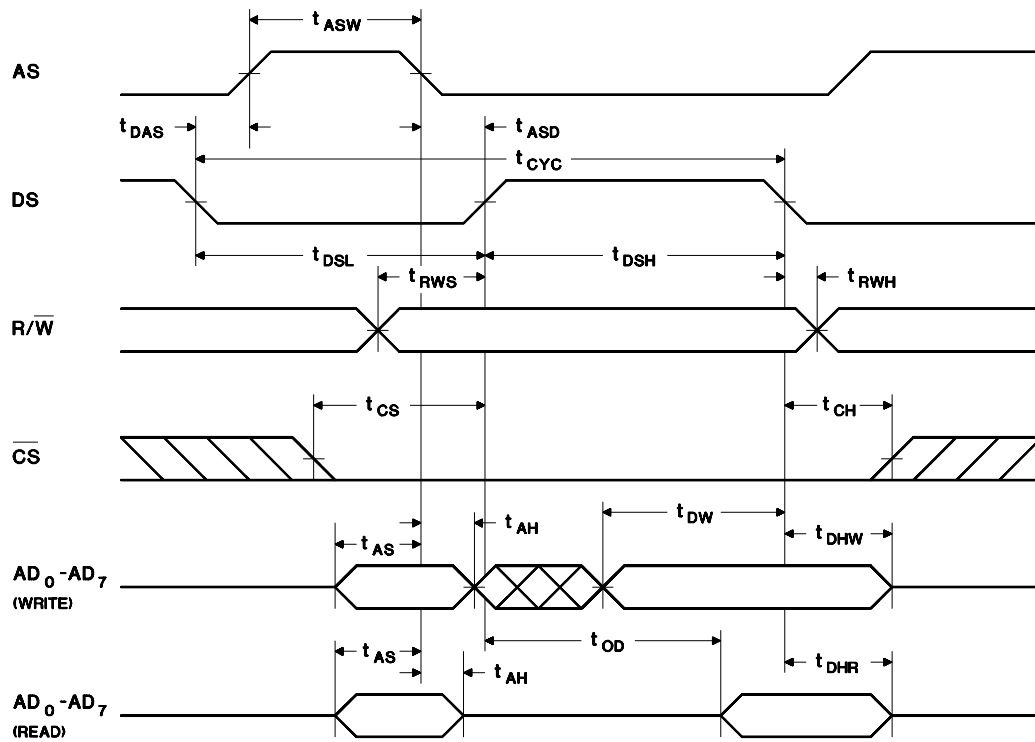 t ASW
AS
t DAS
t ASD
t CYC
DS
t DSL
t DSH
t RWS
t RWH
R/W̅
t CS
t CH
C̅S̅
t DW
t AH
t AS
t DHW
AD 0 -AD 7
(WRITE)
t OD
t AS
t DHR
t AH
AD 0 -AD 7
(READ)